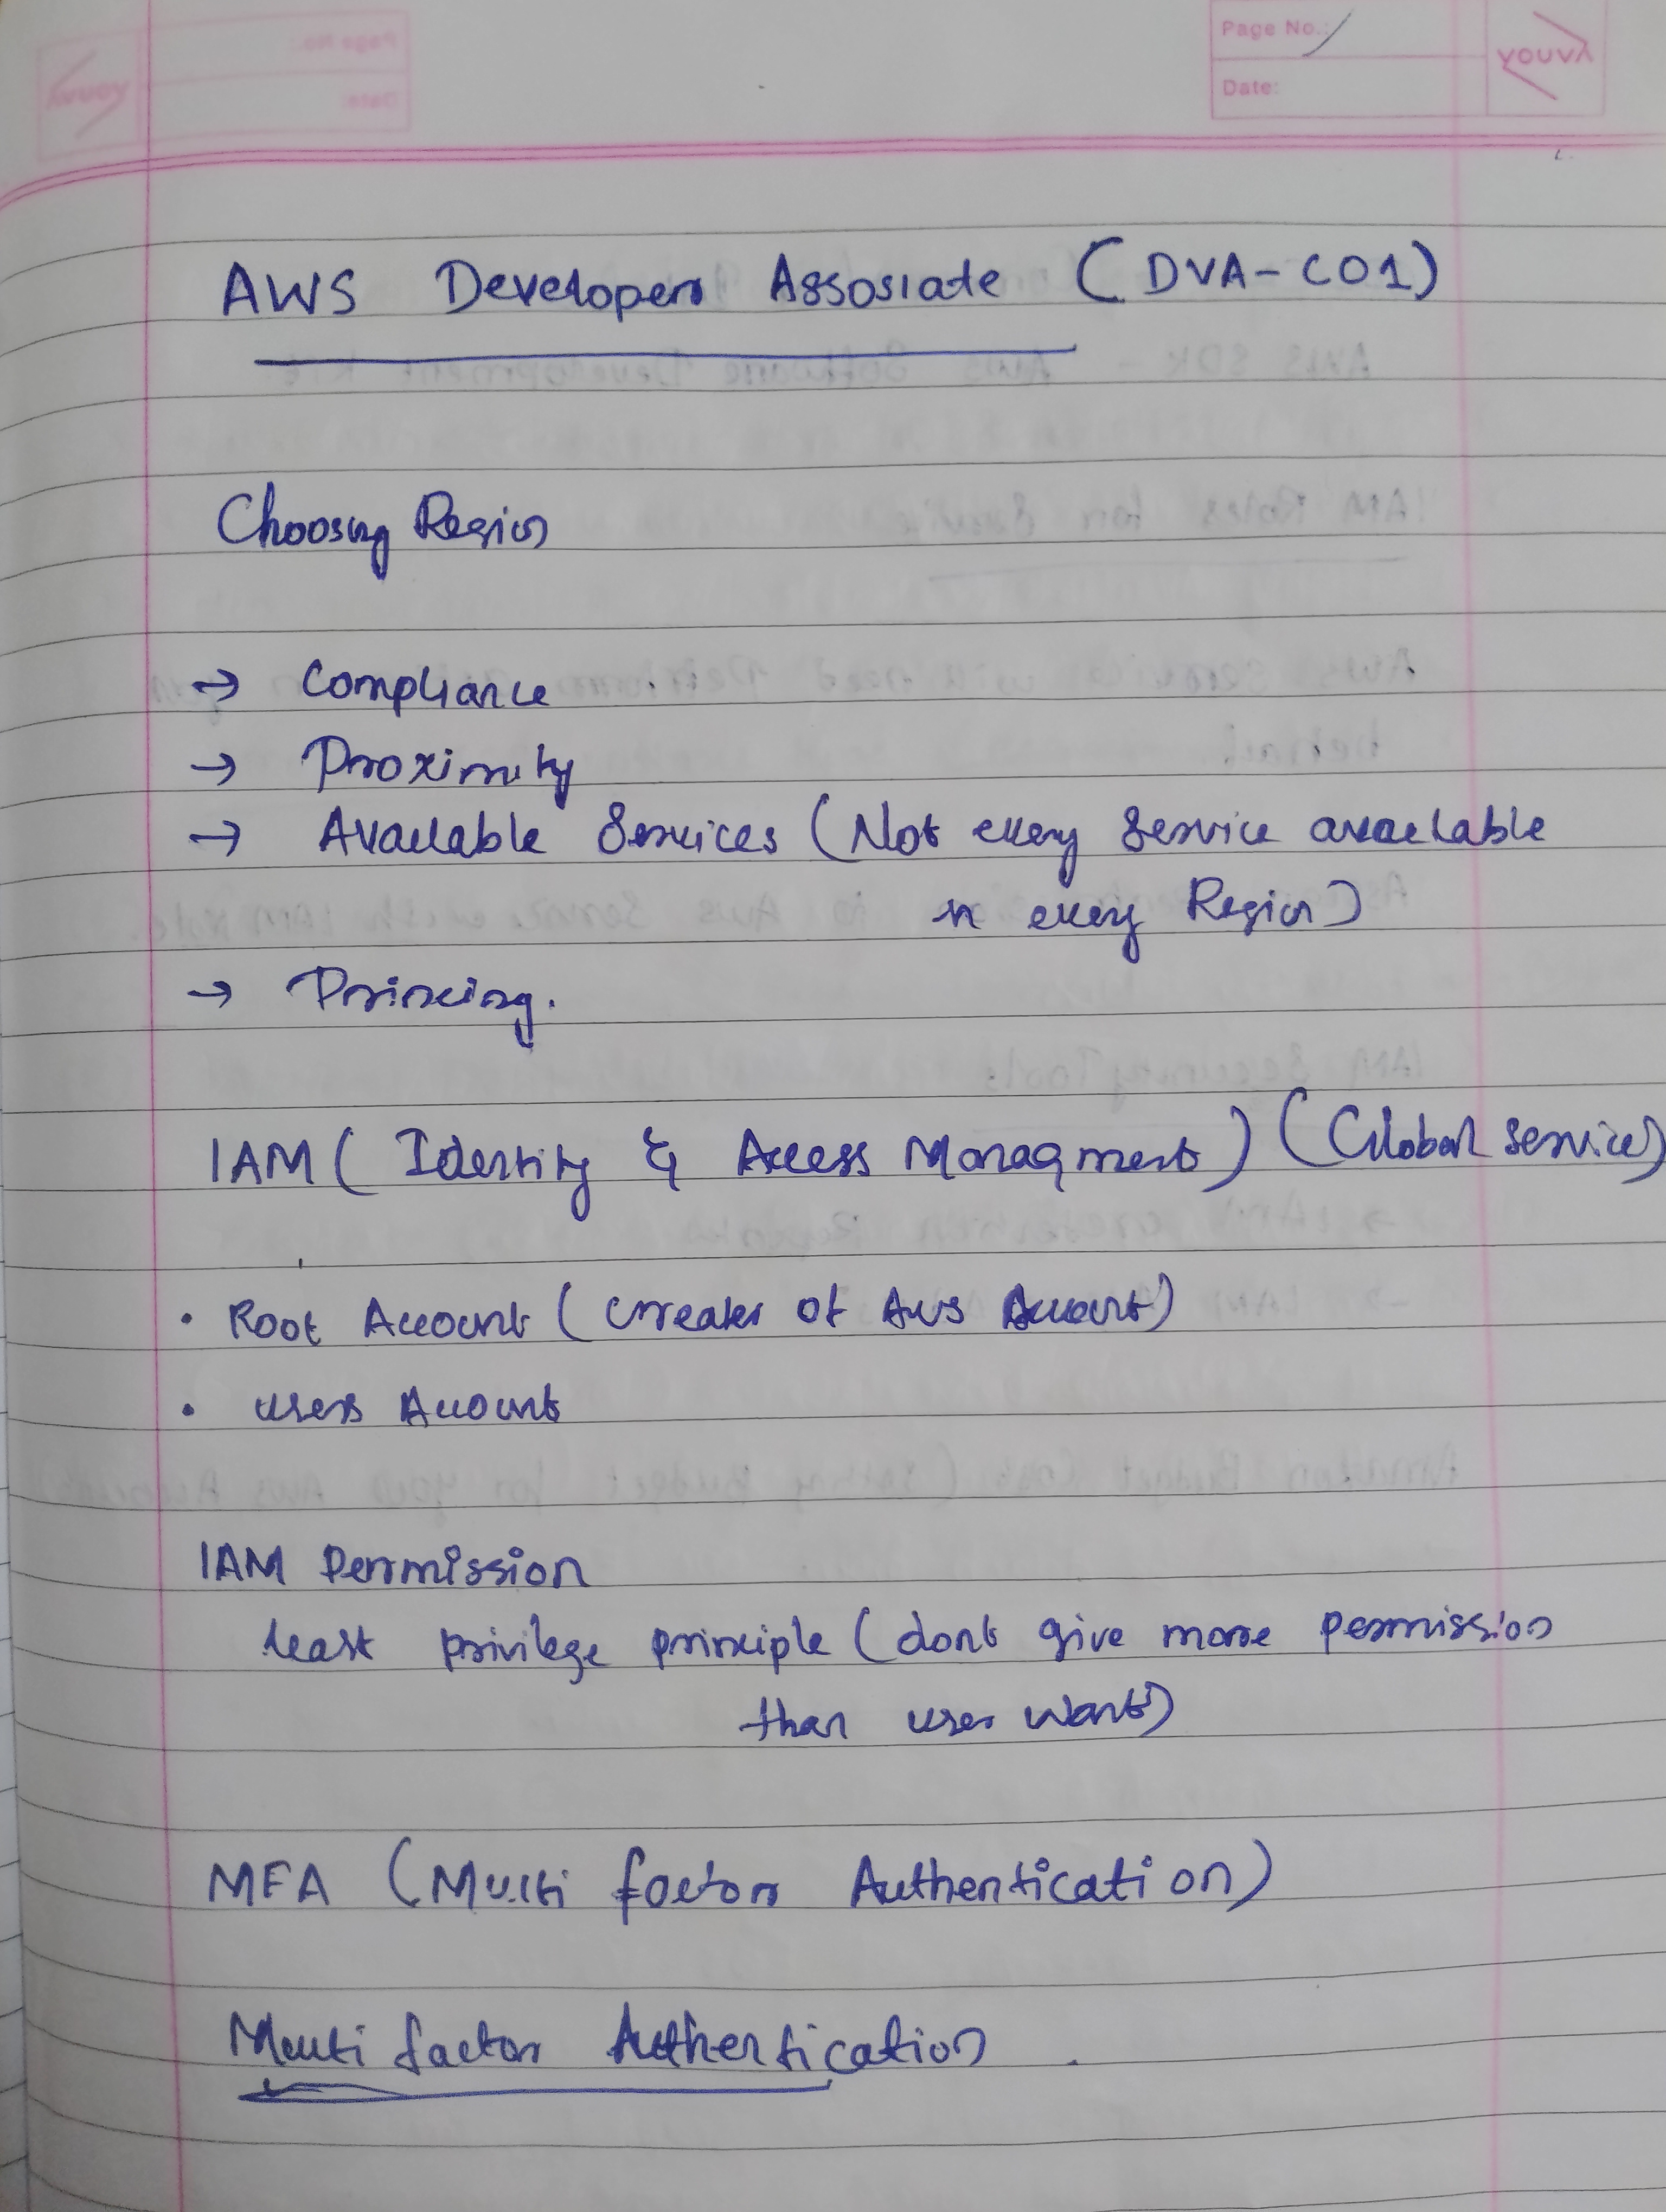 Page No.:
Date:
youva
AWS Developer Assosiate (DVA-C01)
Choosing Region
→ Compliance
→ Proximity
→ Available Services (Not every Service available
in every Region)
→ Princing.
IAM ( Identity & Access Managment ) (Global service)
• Root Account ( Creater of Aws Account)
• Users Account
IAM Permission
least privilege principle ( dont give more permission
than user want)
MFA (Multi factor Authentication)
Multi factor Authentication